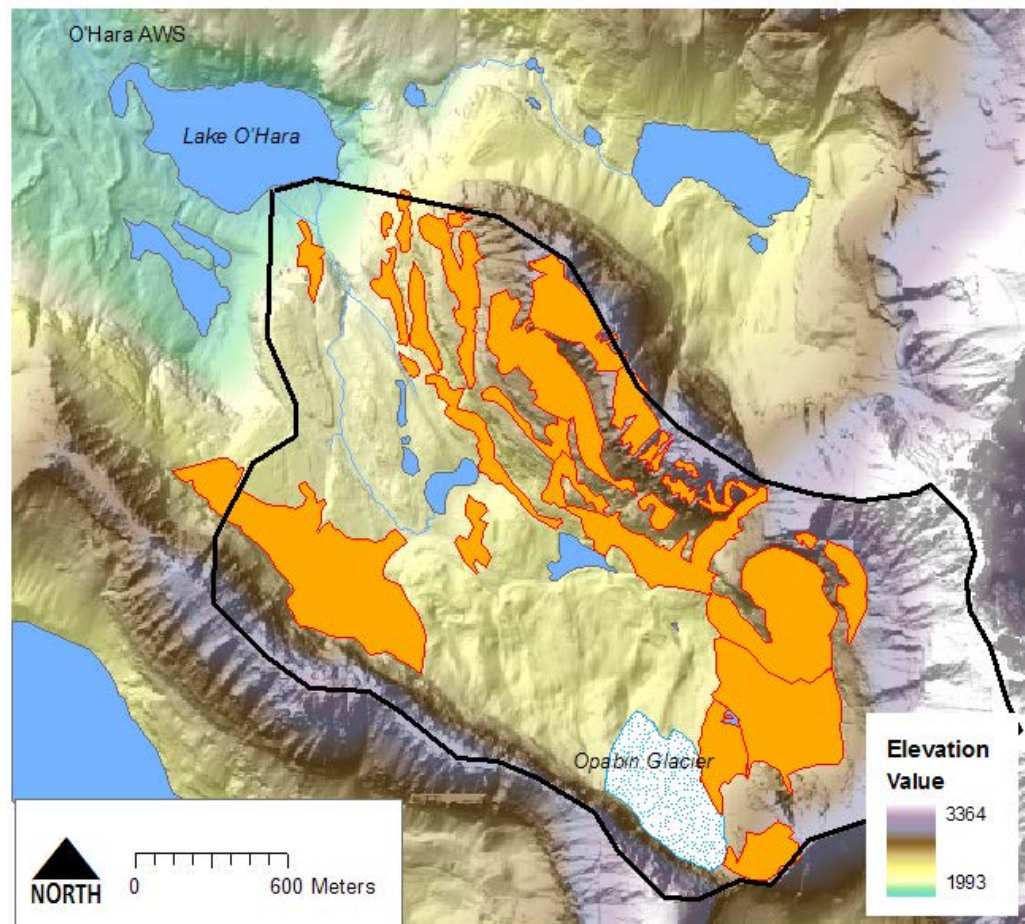 O'Hara AWS
Lake O'Hara
Opabin Glacier
Elevation
Value
3364
1993
NORTH
0
600 Meters